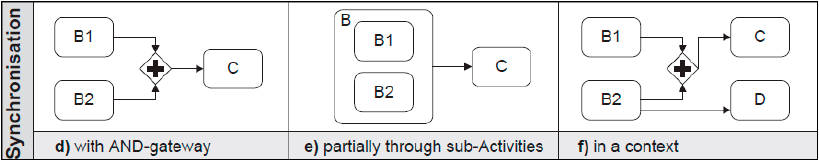 Synchronisation
B1
B2
C
d) with AND-gateway
B
B1
B2
C
e) partially through sub-Activities
B1
B2
C
D
f) in a context